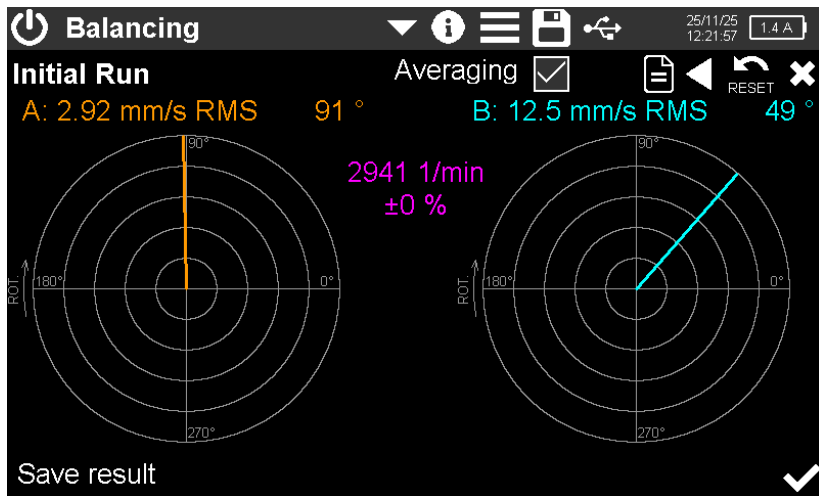 Balancing
25/11/25
12:21:57
1.4 A
Initial Run
Averaging
RESET
A: 2.92 mm/s RMS 91 °
B: 12.5 mm/s RMS 49 °
2941 1/min
±0 %
90°
180°
0°
270°
ROT.
90°
180°
0°
270°
ROT.
Save result